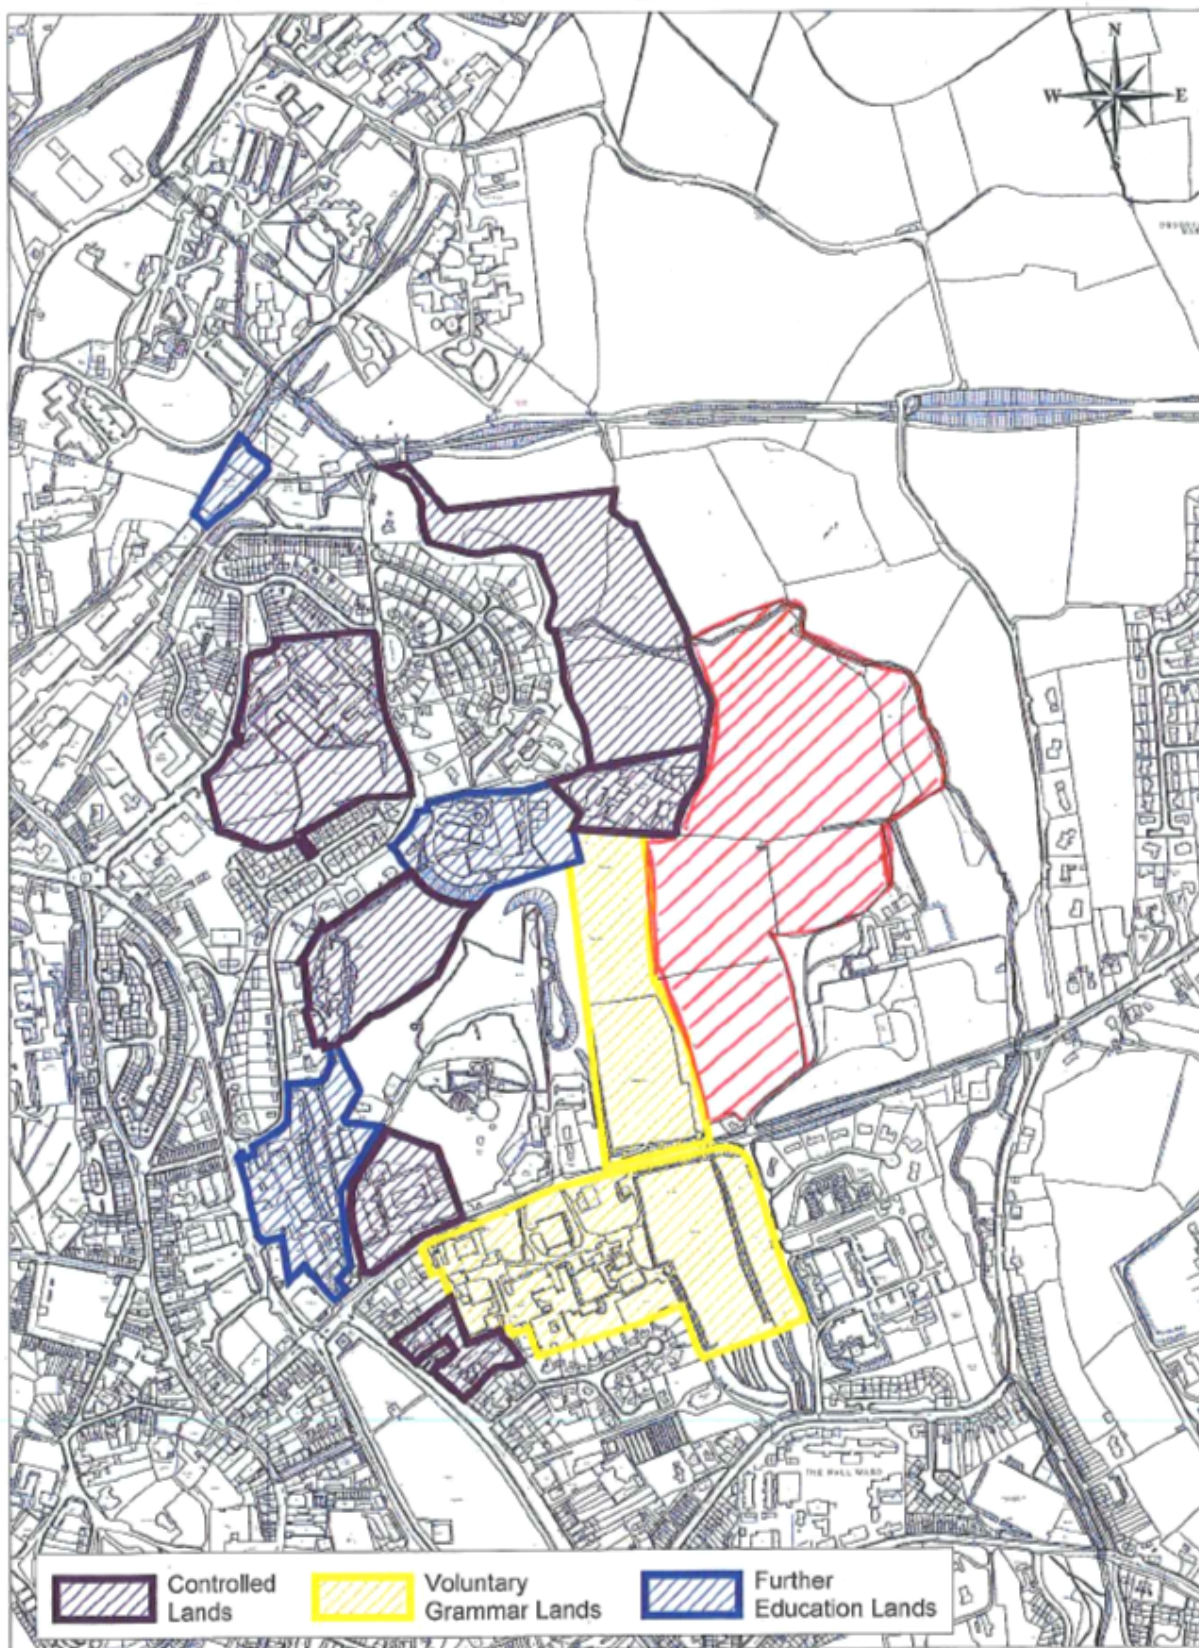 N
W E
S
THE MALL WARD
Controlled
Lands
Voluntary
Grammar Lands
Further
Education Lands